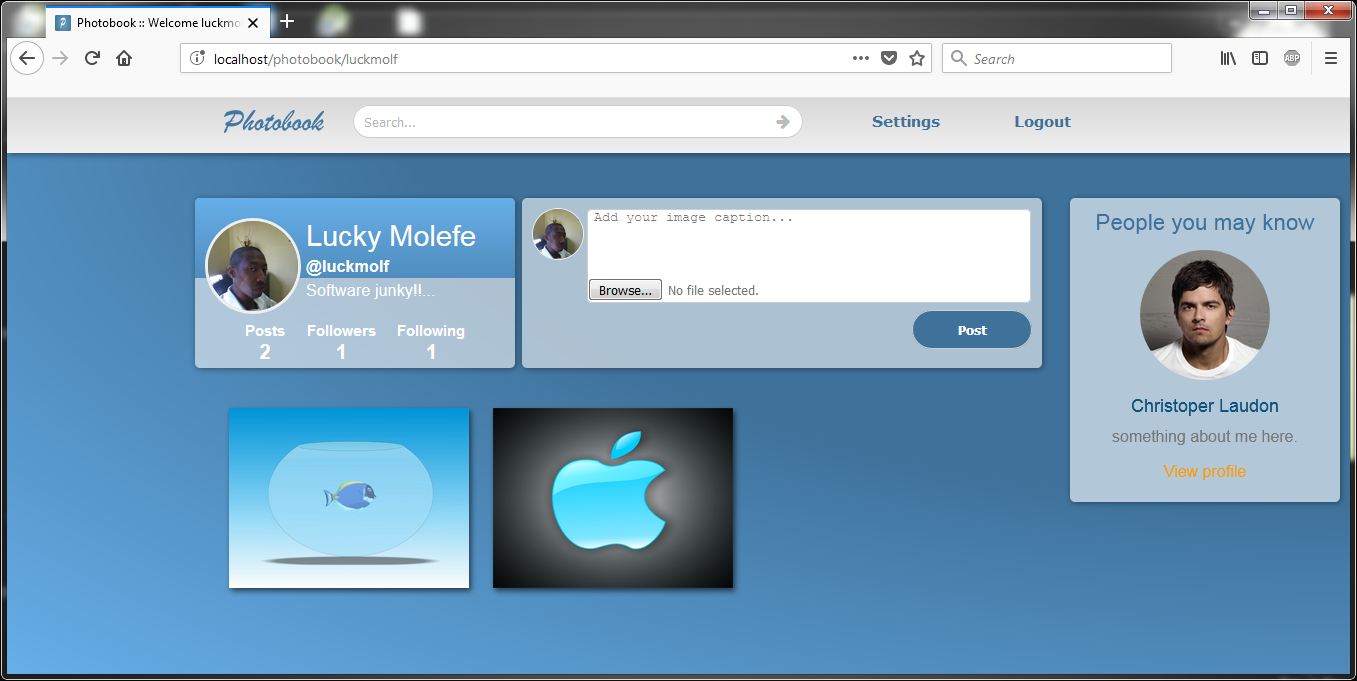 Photobook :: Welcome luckmo
localhost/photobook/luckmolf
Search
ABP
Photobook
Search...
Settings
Logout
Lucky Molefe
@luckmolf
Software junky!!...
Posts Followers Following
2 1 1
Add your image caption...
Browse... No file selected.
Post
People you may know
Christoper Laudon
something about me here.
View profile